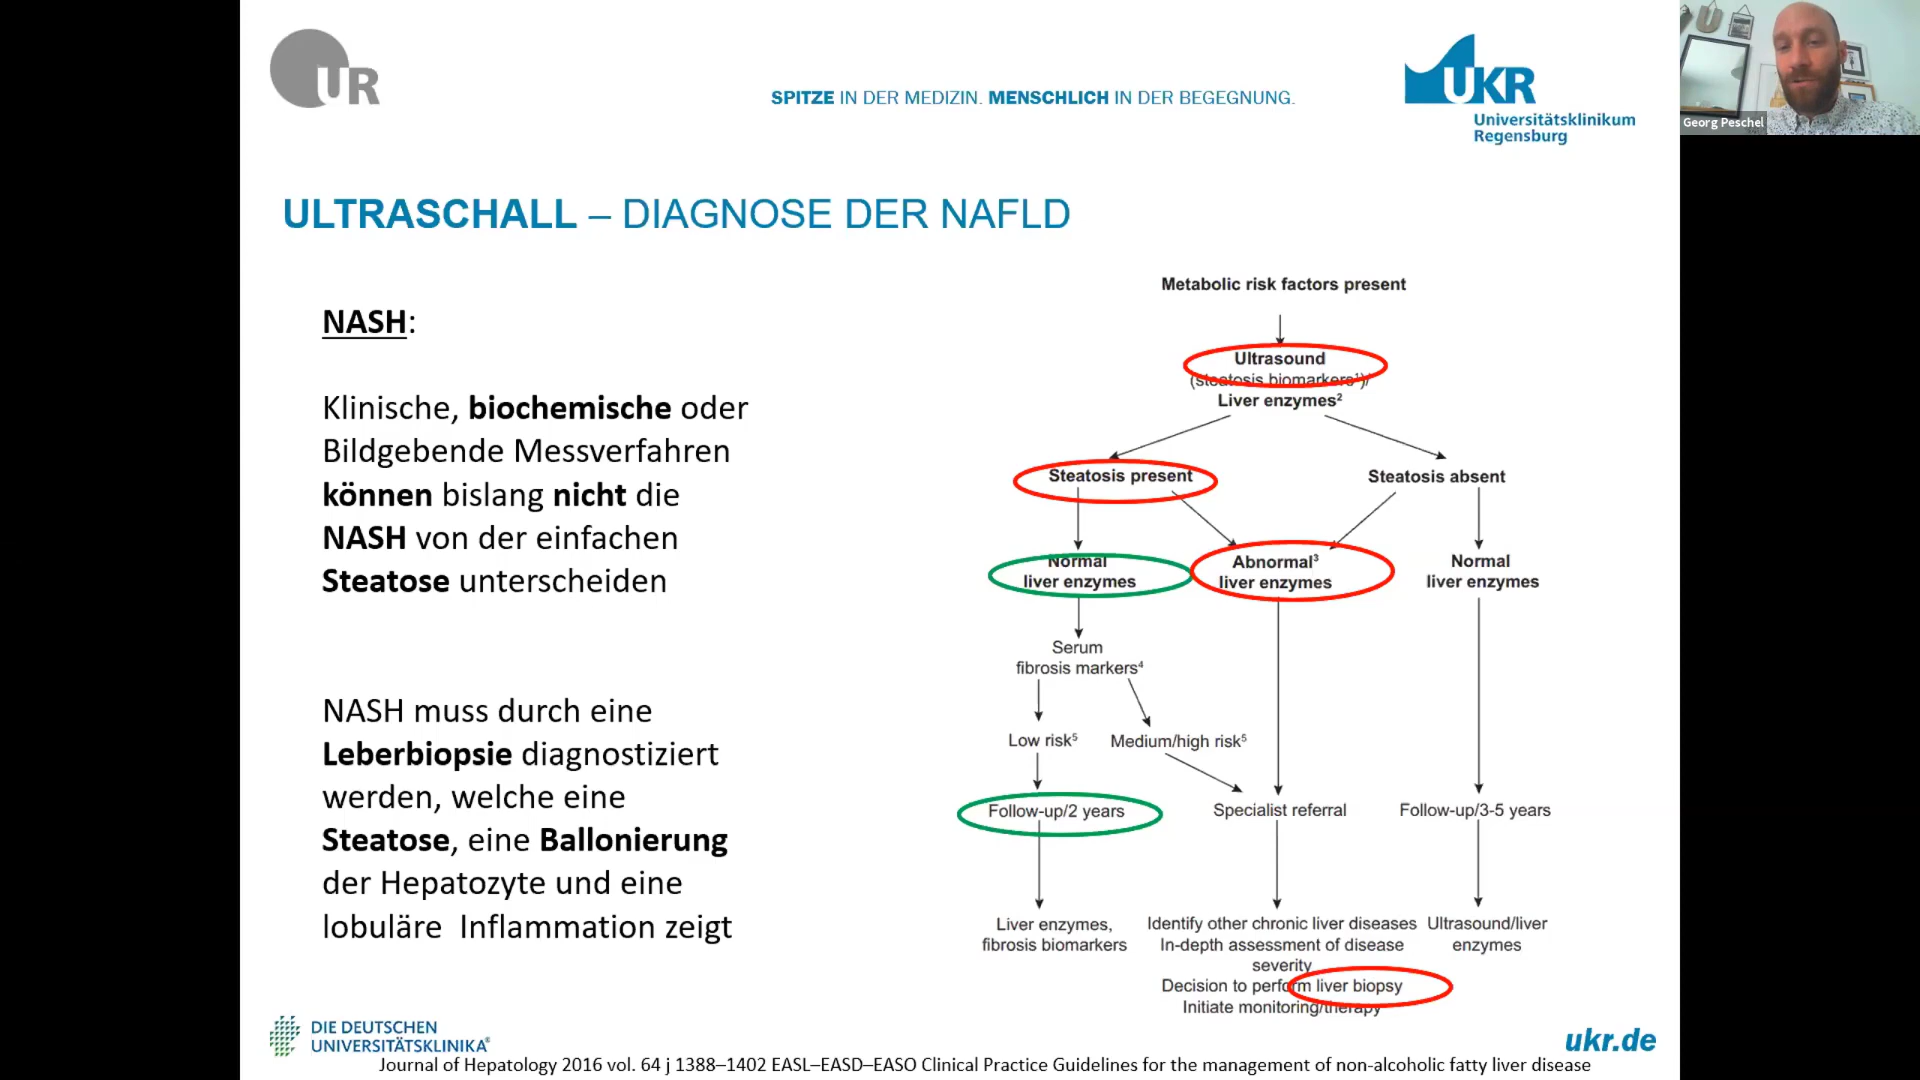 UR
SPITZE IN DER MEDIZIN. MENSCHLICH IN DER BEGEGNUNG.
UKR
Universitätsklinikum
Regensburg
Georg Peschel
ULTRASCHALL – DIAGNOSE DER NAFLD
NASH:
Klinische, biochemische oder
Bildgebende Messverfahren
können bislang nicht die
NASH von der einfachen
Steatose unterscheiden
NASH muss durch eine
Leberbiopsie diagnostiziert
werden, welche eine
Steatose, eine Ballonierung
der Hepatozyte und eine
lobuläre Inflammation zeigt
Metabolic risk factors present
Ultrasound
(steatosis biomarkers¹)/
Liver enzymes²
Steatosis present
Steatosis absent
Normal
liver enzymes
Abnormal³
liver enzymes
Normal
liver enzymes
Serum
fibrosis markers⁴
Low risk⁵
Medium/high risk⁵
Follow-up/2 years
Specialist referral
Follow-up/3-5 years
Liver enzymes,
fibrosis biomarkers
Identify other chronic liver diseases
In-depth assessment of disease
severity
Decision to perform liver biopsy
Initiate monitoring/therapy
Ultrasound/liver
enzymes
DIE DEUTSCHEN
UNIVERSITÄTSKLINIKA®
ukr.de
Journal of Hepatology 2016 vol. 64 j 1388–1402 EASL–EASD–EASO Clinical Practice Guidelines for the management of non-alcoholic fatty liver disease